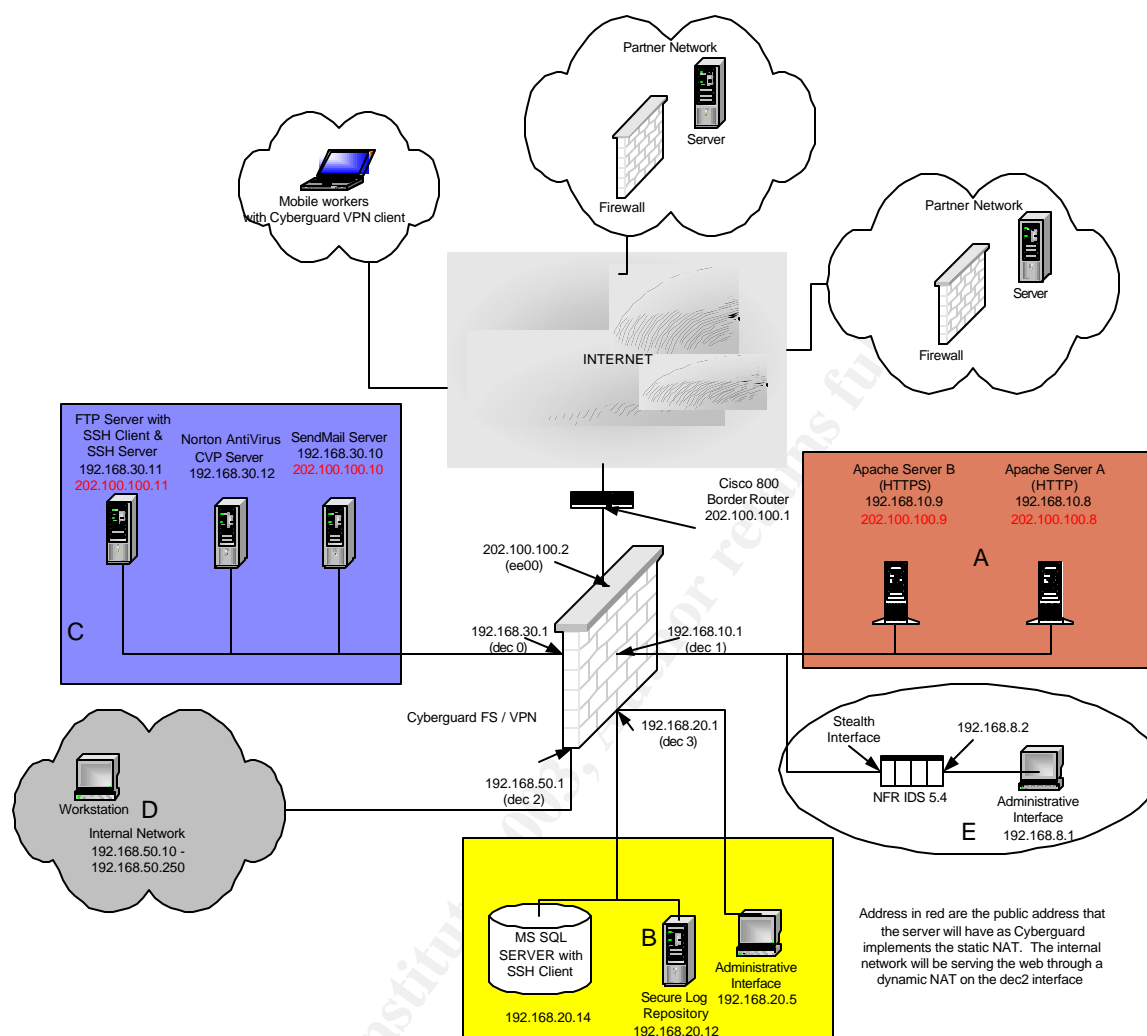 Partner Network
Server
Firewall
Mobile workers
with Cyberguard VPN client
Partner Network
Server
Firewall
INTERNET
FTP Server with
SSH Client &
SSH Server
192.168.30.11
202.100.100.11
Norton AntiVirus
CVP Server
192.168.30.12
SendMail Server
192.168.30.10
202.100.100.10
C
Cisco 800
Border Router
202.100.100.1
Apache Server B
(HTTPS)
192.168.10.9
202.100.100.9
Apache Server A
(HTTP)
192.168.10.8
202.100.100.8
A
202.100.100.2
(ee00)
192.168.30.1
(dec 0)
192.168.10.1
(dec 1)
Cyberguard FS / VPN
192.168.20.1
(dec 3)
192.168.50.1
(dec 2)
Stealth
Interface
192.168.8.2
NFR IDS 5.4
Administrative
Interface
192.168.8.1
E
Workstation
D
Internal Network
192.168.50.10 -
192.168.50.250
MS SQL
SERVER with
SSH Client
192.168.20.14
B
Secure Log
Repository
192.168.20.12
Administrative
Interface
192.168.20.5
Address in red are the public address that
the server will have as Cyberguard
implements the static NAT. The internal
network will be serving the web through a
dynamic NAT on the dec2 interface
003, Author retains fu